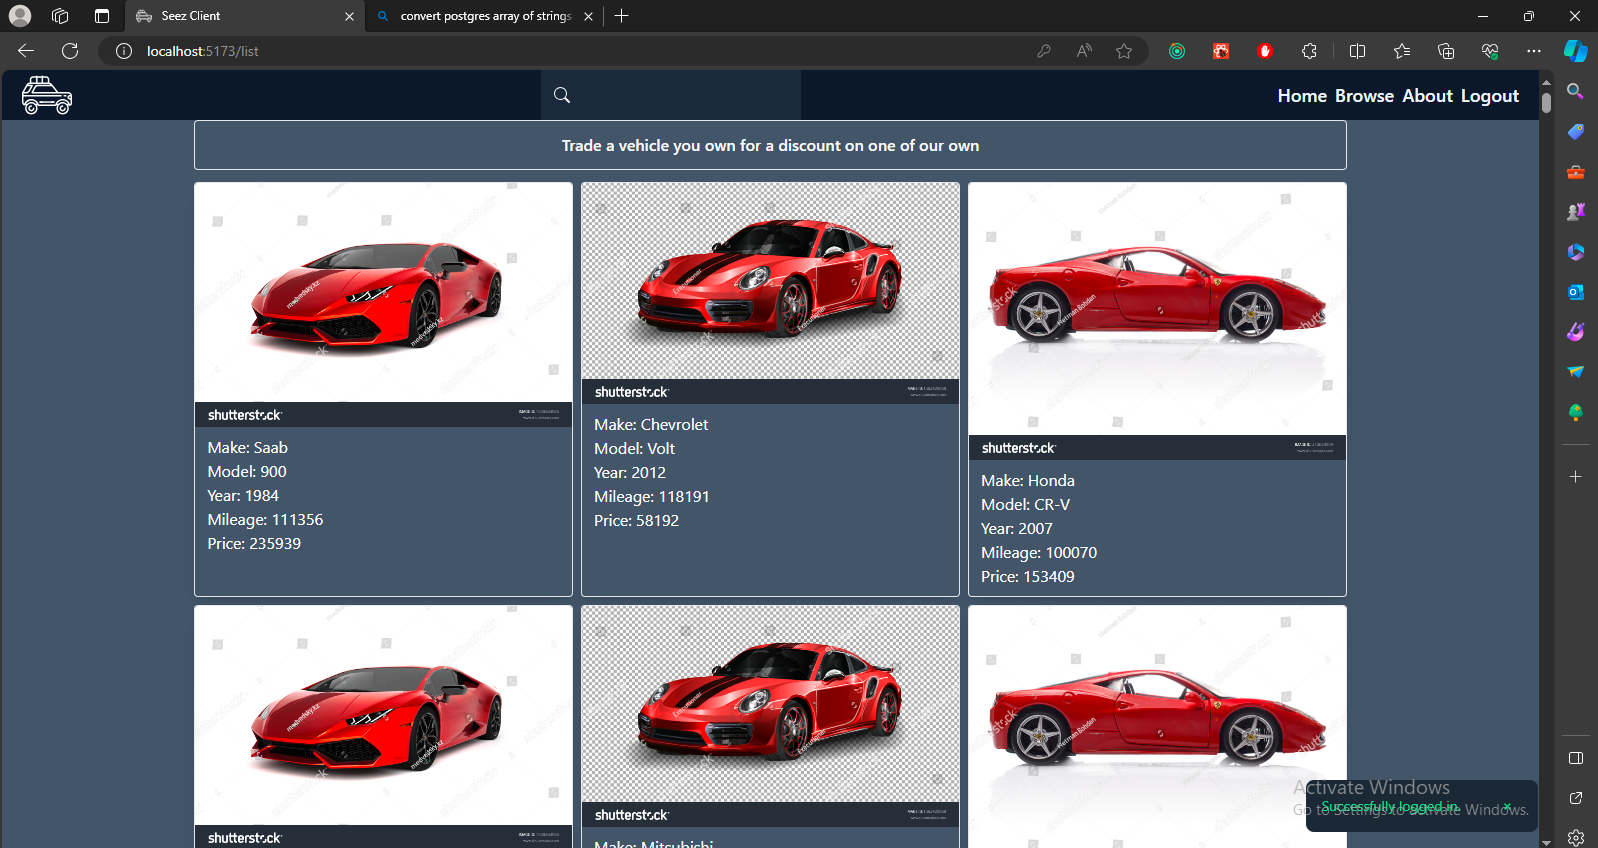 Seez Client
convert postgres array of strings
localhost:5173/list
Home Browse About Logout
Trade a vehicle you own for a discount on one of our own
shutterstock
Make: Saab
Model: 900
Year: 1984
Mileage: 111356
Price: 235939
shutterstock
Make: Chevrolet
Model: Volt
Year: 2012
Mileage: 118191
Price: 58192
shutterstock
Make: Honda
Model: CR-V
Year: 2007
Mileage: 100070
Price: 153409
shutterstock
shutterstock
Make: Mitsubishi
Activate Windows
Go to Settings to activate Windows.
Successfully logged in.